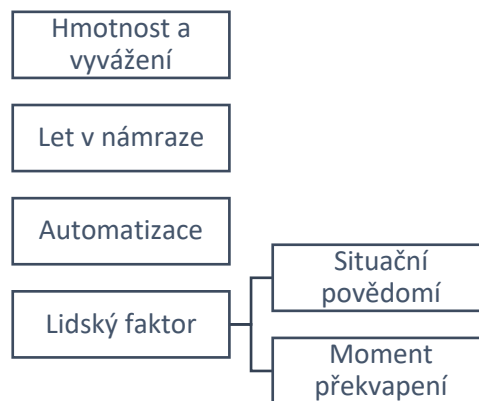 Hmotnost a
vyvážení
Let v námraze
Automatizace
Lidský faktor
Situační
povědomí
Moment
překvapení